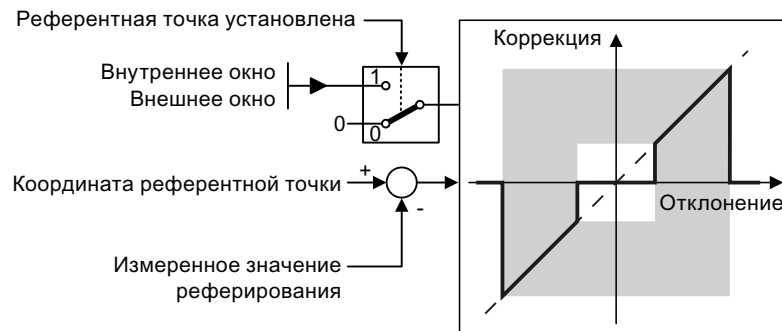 Референтная точка установлена
Коррекция
Внутреннее окно
Внешнее окно
1
0
0
Координата референтной точки
+
-
Отклонение
Измеренное значение
реферирования